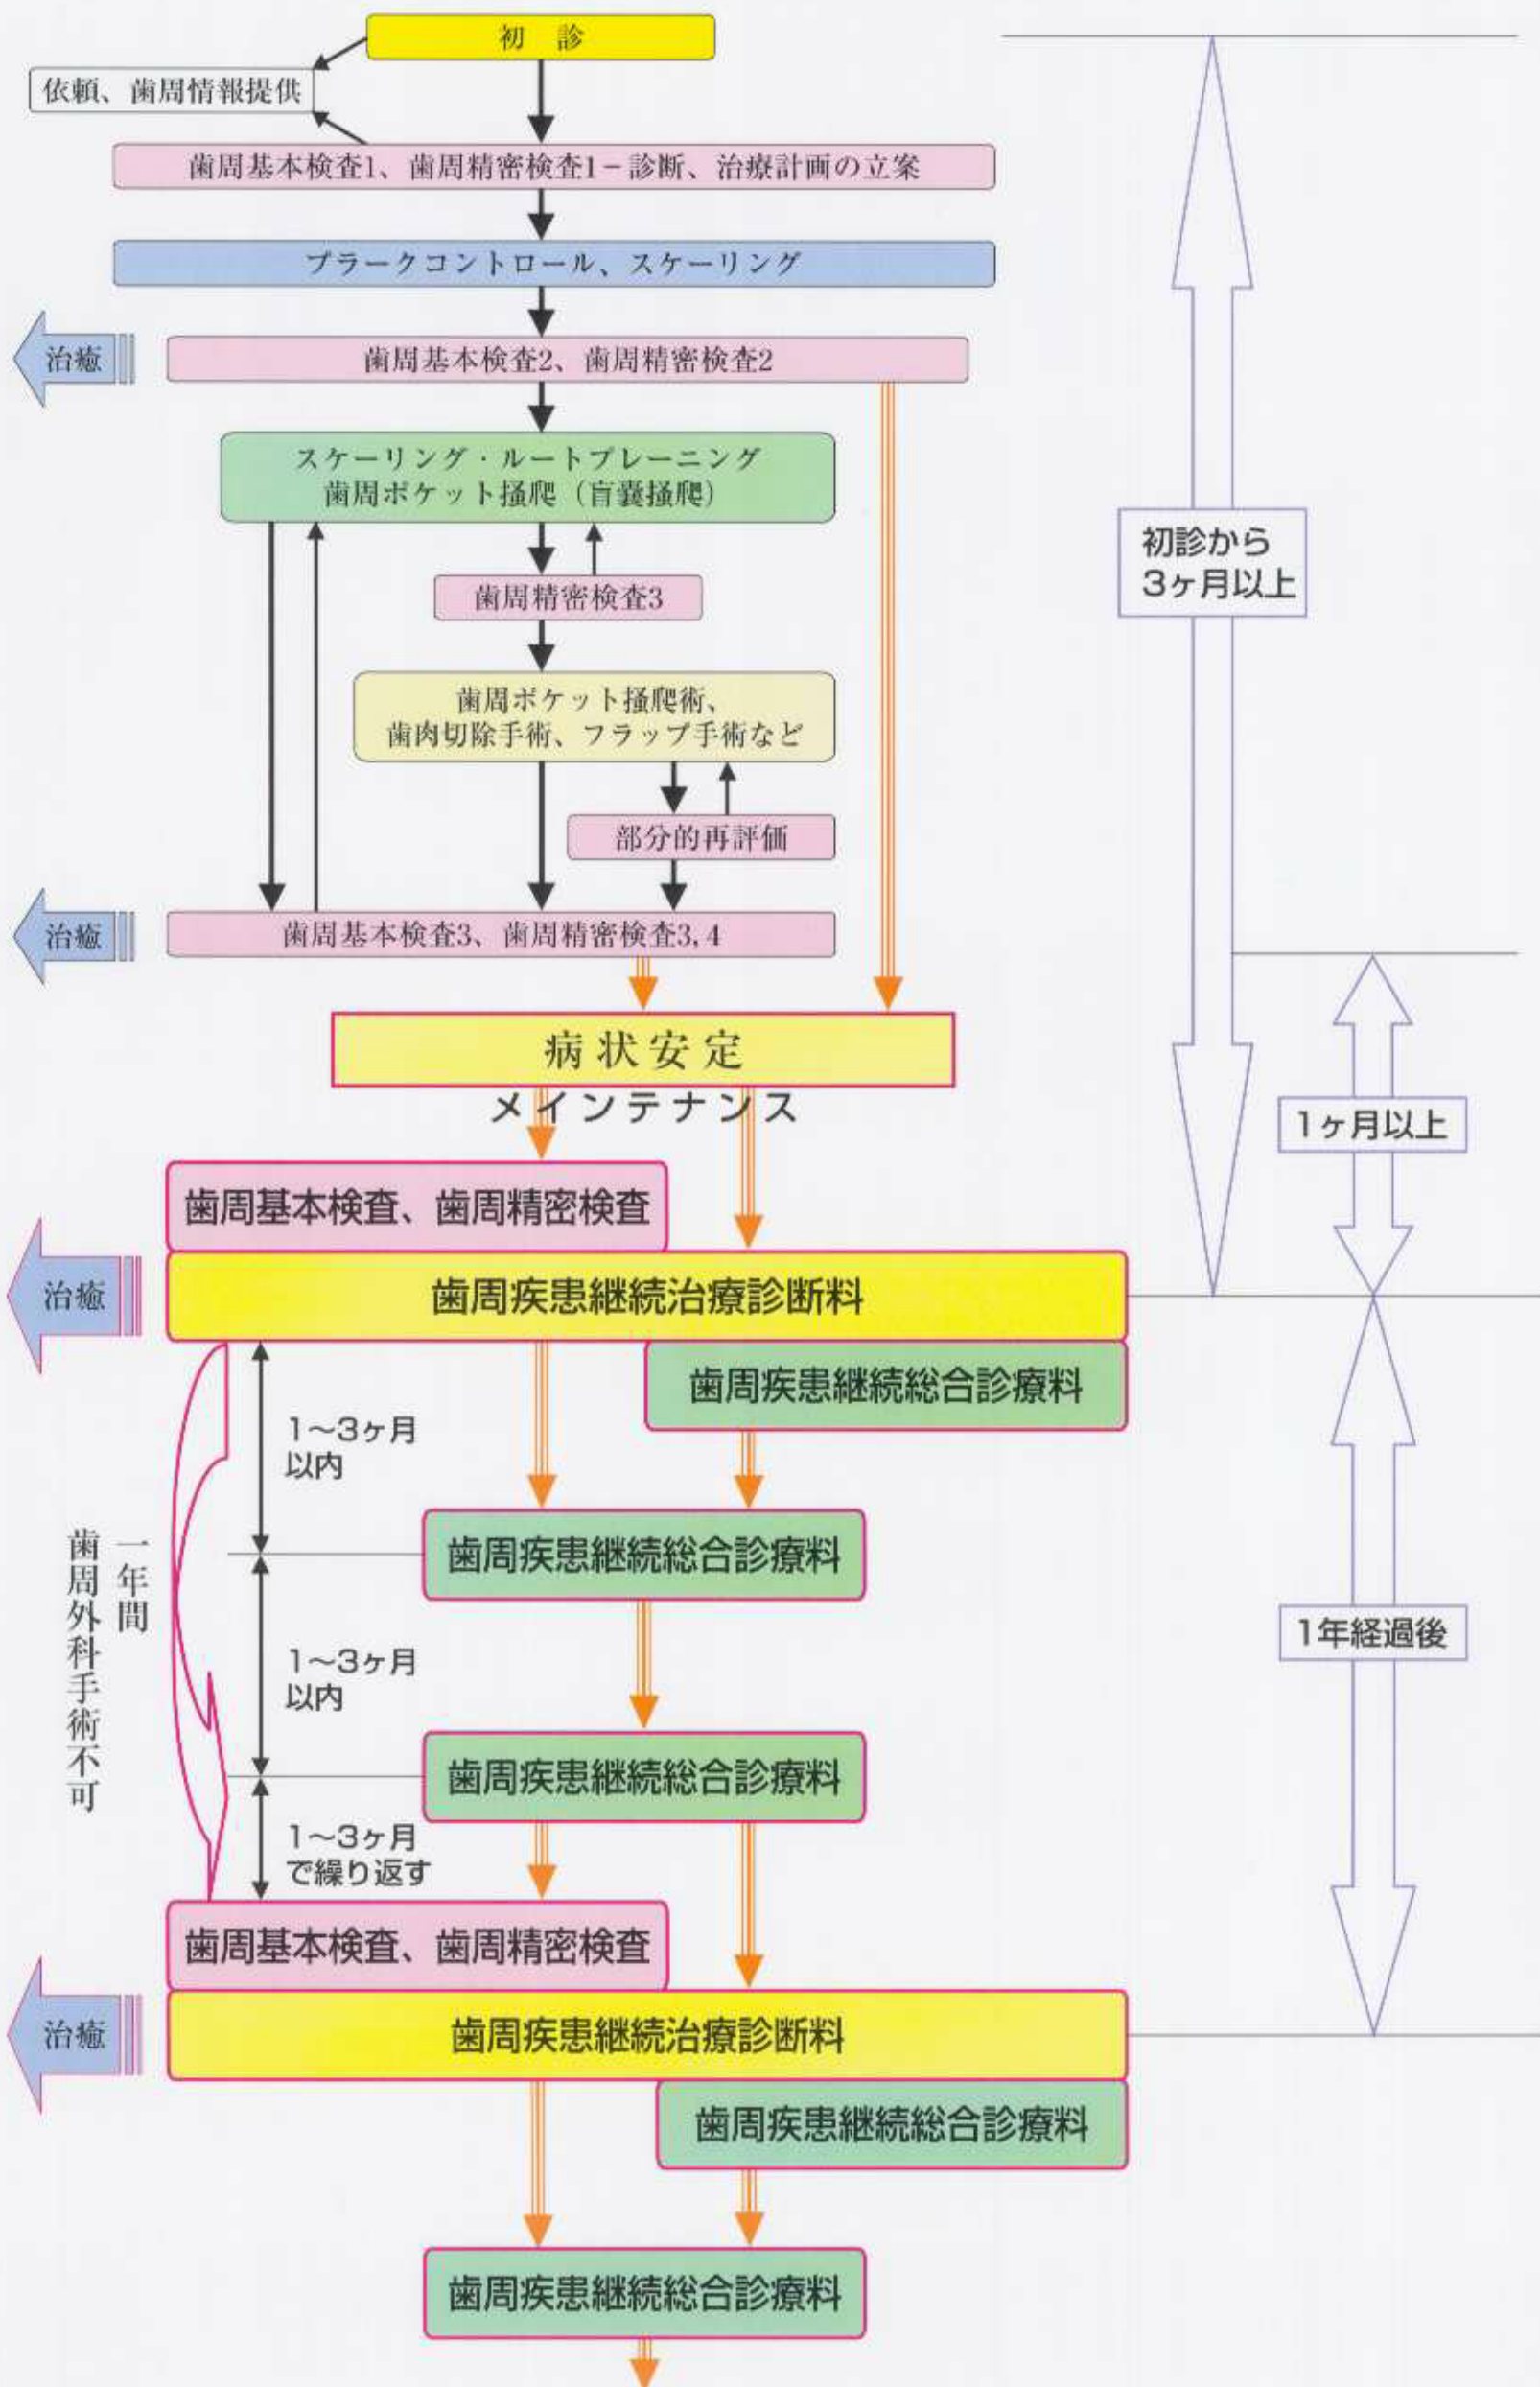 初　診
依頼、歯周情報提供
歯周基本検査1、歯周精密検査1－診断、治療計画の立案
プラークコントロール、スケーリング
治癒
歯周基本検査2、歯周精密検査2
スケーリング・ルートプレーニング
歯周ポケット掻爬（盲嚢掻爬）
初診から
3ヶ月以上
歯周精密検査3
歯周ポケット掻爬術、
歯肉切除手術、フラップ手術など
部分的再評価
治癒
歯周基本検査3、歯周精密検査3,4
病状安定
メインテナンス
1ヶ月以上
歯周基本検査、歯周精密検査
治癒
歯周疾患継続治療診断料
歯周疾患継続総合診療料
1～3ヶ月
以内
一年間
歯周外科手術不可
歯周疾患継続総合診療料
1～3ヶ月
以内
1年経過後
歯周疾患継続総合診療料
1～3ヶ月
で繰り返す
歯周基本検査、歯周精密検査
治癒
歯周疾患継続治療診断料
歯周疾患継続総合診療料
歯周疾患継続総合診療料